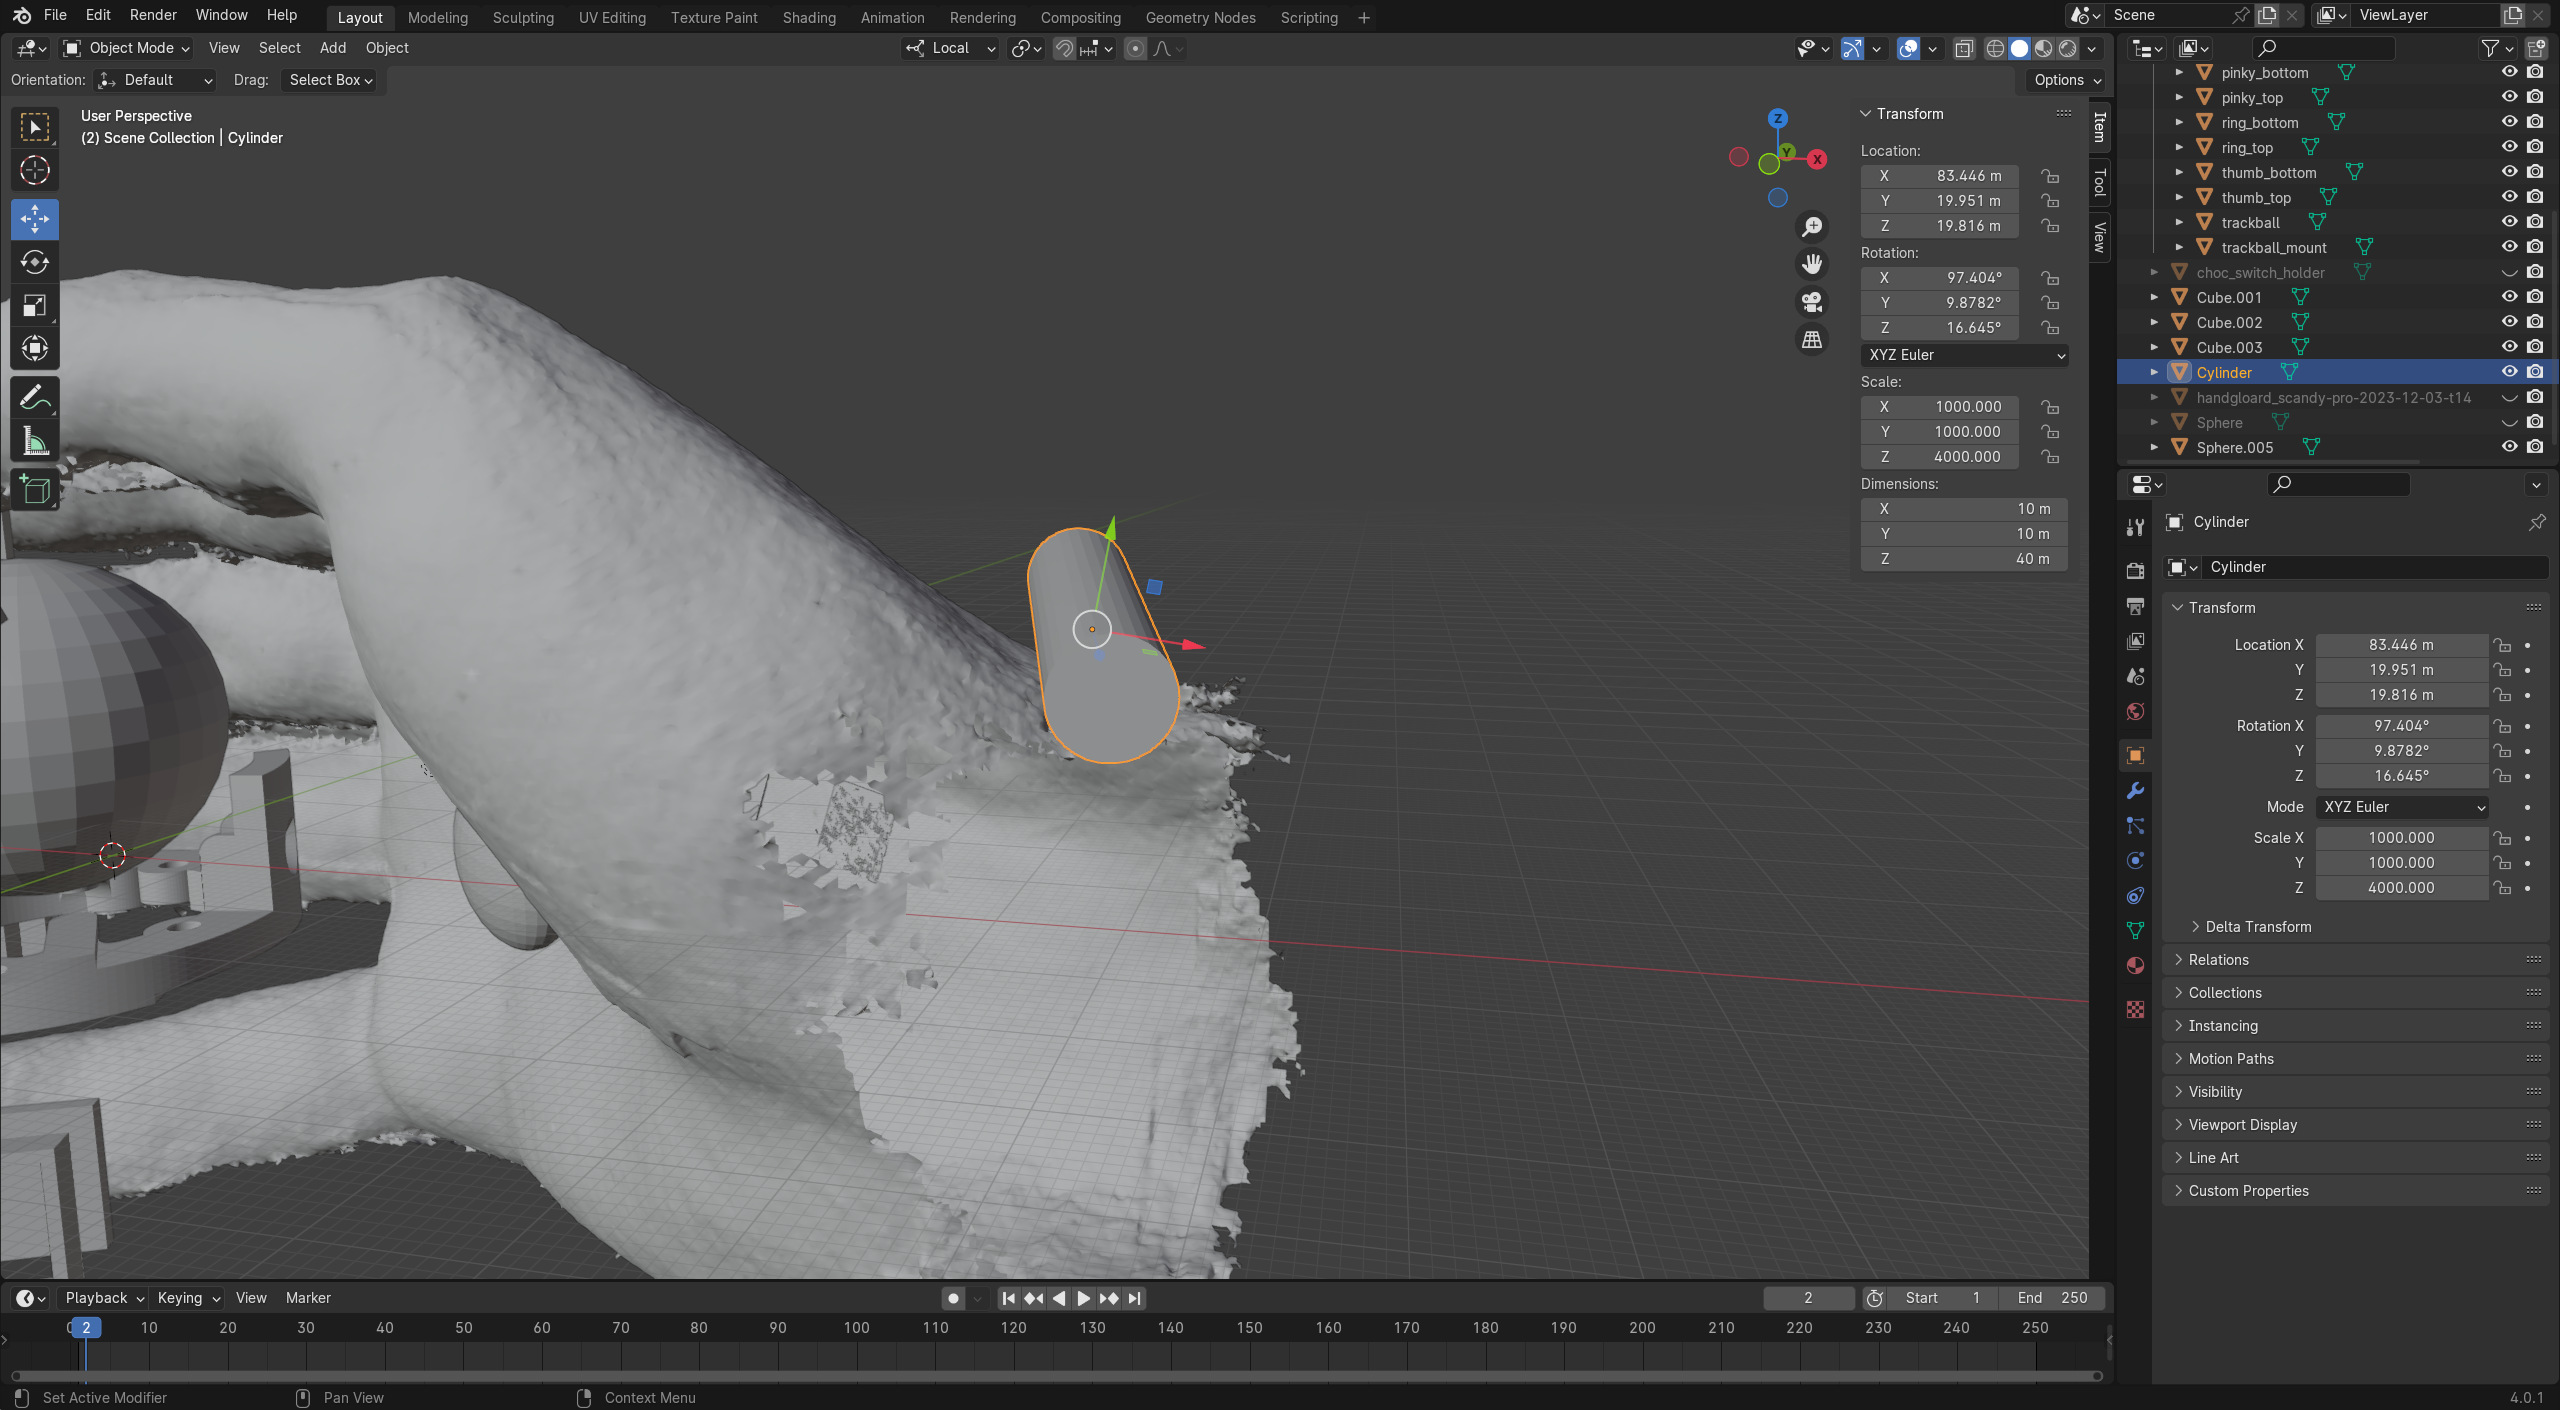 File Edit Render Window Help Layout Modeling Sculpting UV Editing Texture Paint Shading Animation Rendering Compositing Geometry Nodes Scripting Scene ViewLayer
Object Mode View Select Add Object Local
Orientation: Default Drag: Select Box Options
User Perspective
(2) Scene Collection | Cylinder
Z
Y
X
Item
Tool
View
Transform
Location:
X 83.446 m
Y 19.951 m
Z 19.816 m
Rotation:
X 97.404°
Y 9.8782°
Z 16.645°
XYZ Euler
Scale:
X 1000.000
Y 1000.000
Z 4000.000
Dimensions:
X 10 m
Y 10 m
Z 40 m
pinky_bottom
pinky_top
ring_bottom
ring_top
thumb_bottom
thumb_top
trackball
trackball_mount
choc_switch_holder
Cube.001
Cube.002
Cube.003
Cylinder
handgloard_scandy-pro-2023-12-03-t14
Sphere
Sphere.005
Cylinder
Cylinder
Transform
Location X 83.446 m
Y 19.951 m
Z 19.816 m
Rotation X 97.404°
Y 9.8782°
Z 16.645°
Mode XYZ Euler
Scale X 1000.000
Y 1000.000
Z 4000.000
Delta Transform
Relations
Collections
Instancing
Motion Paths
Visibility
Viewport Display
Line Art
Custom Properties
Playback Keying View Marker 2 Start 1 End 250
0 2 10 20 30 40 50 60 70 80 90 100 110 120 130 140 150 160 170 180 190 200 210 220 230 240 250
Set Active Modifier Pan View Context Menu 4.0.1